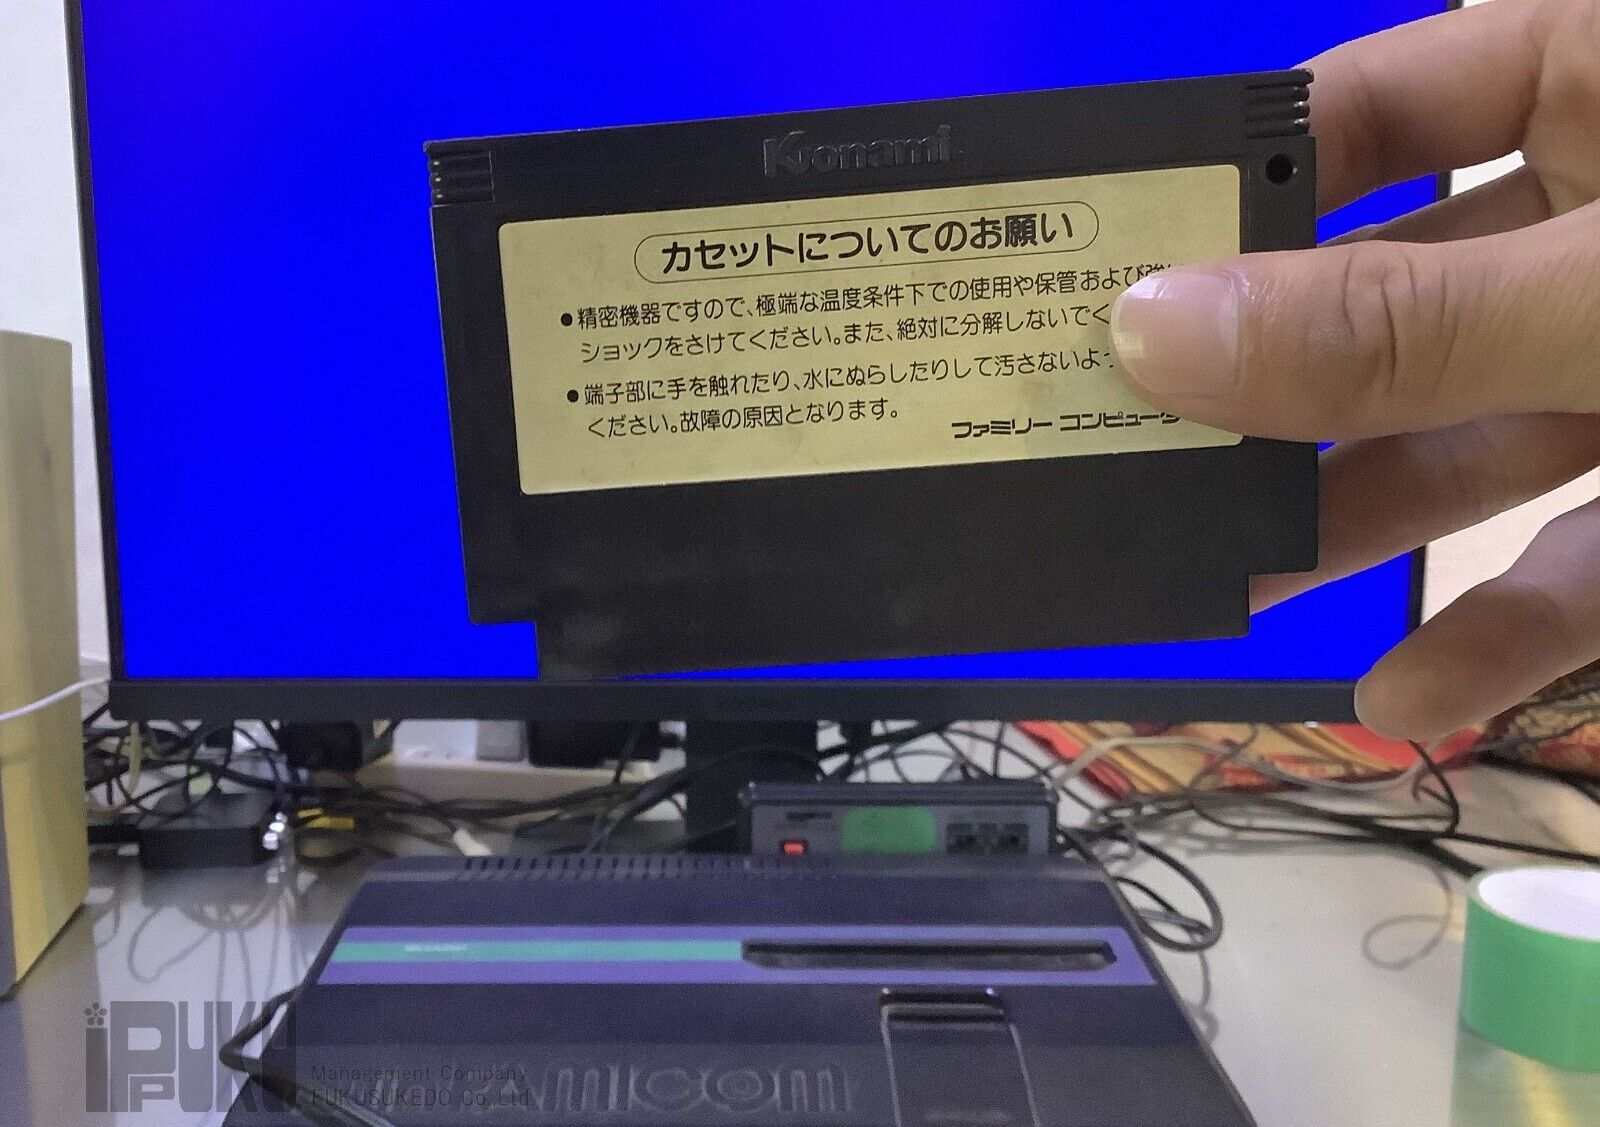 Konami
カセットについてのお願い
●精密機器ですので、極端な温度条件下での使用や保管および強い
ショックをさけてください。また、絶対に分解しないでく
●端子部に手を触れたり、水にぬらしたりして汚さないよ
ください。故障の原因となります。
ファミリー コンピュータ
iPPUKU
Management Company
FUKUSUKEDO Co.,Ltd.
FAMICOM